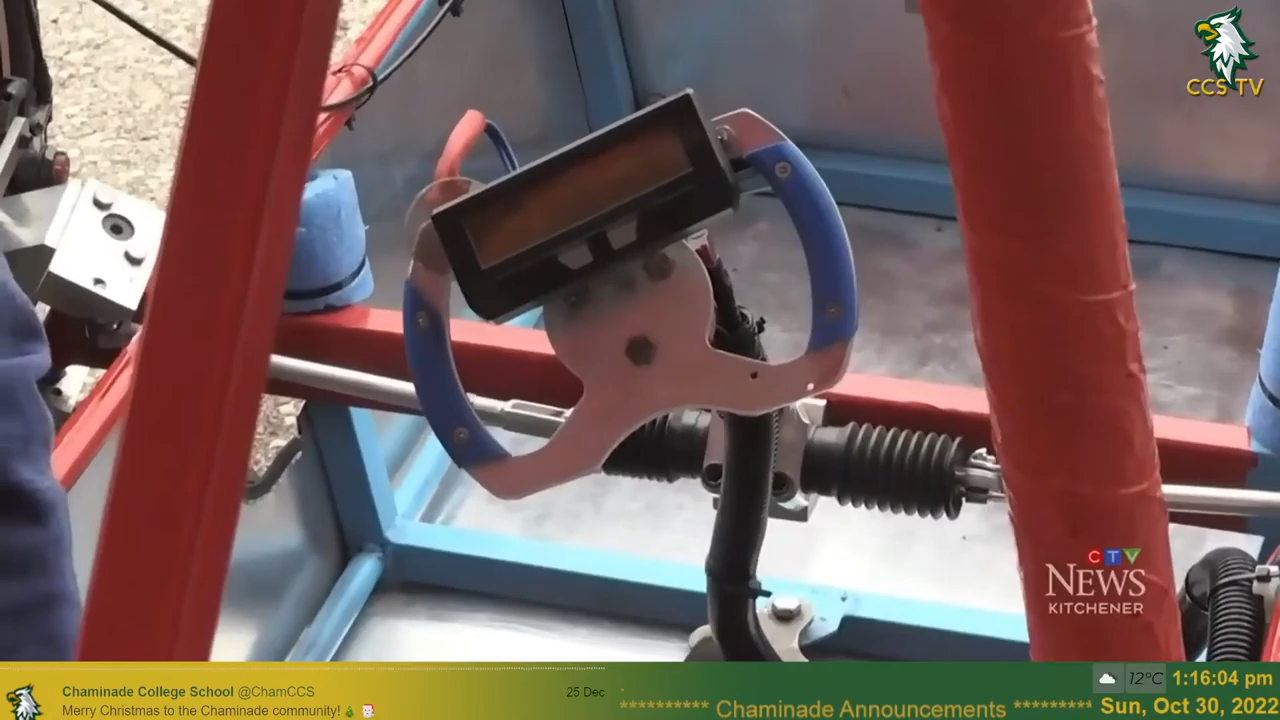 CCS TV
CTV
NEWS
KITCHENER
Chaminade College School @ChamCCS
25 Dec
Merry Christmas to the Chaminade community! 🎄 🎅
********** Chaminade Announcements **********
12°C
1:16:04 pm
Sun, Oct 30, 2022